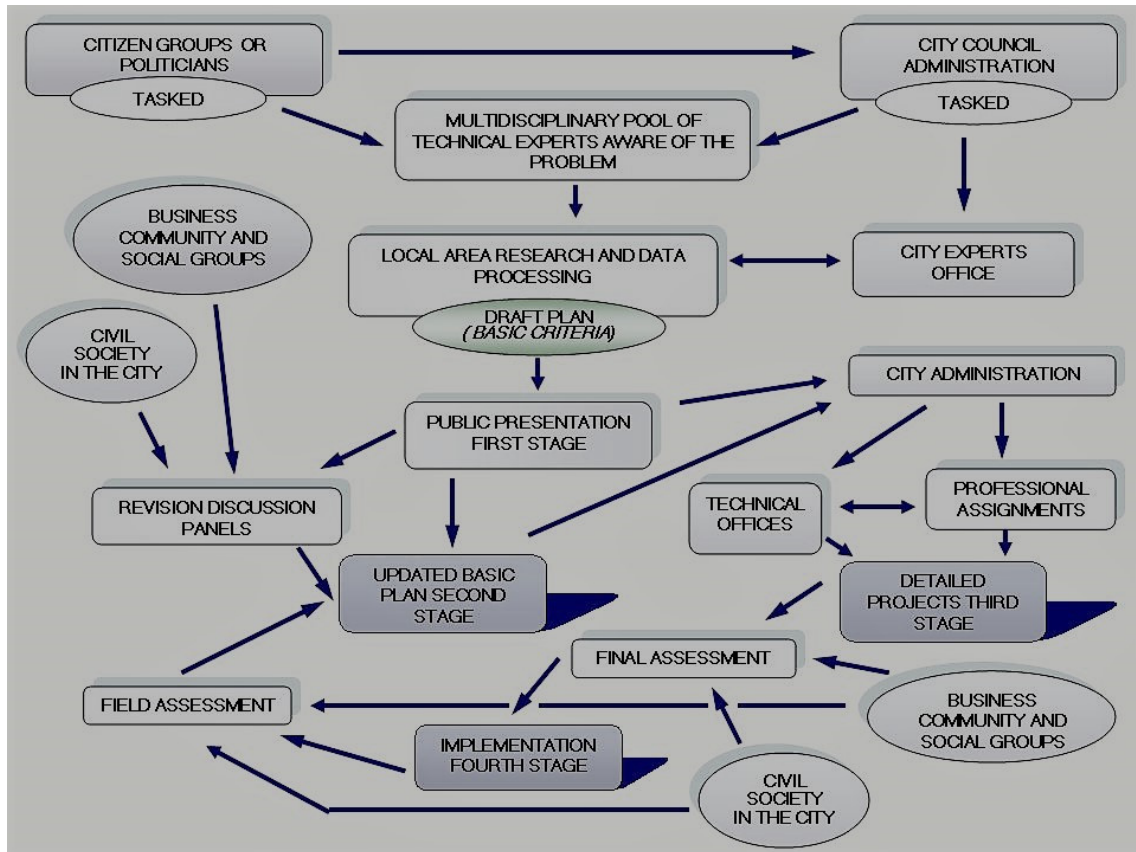 CITIZEN GROUPS OR
POLITICIANS
TASKED
CITY COUNCIL
ADMINISTRATION
TASKED
MULTIDISCIPLINARY POOL OF
TECHNICAL EXPERTS AWARE OF THE
PROBLEM
BUSINESS
COMMUNITY AND
SOCIAL GROUPS
LOCAL AREA RESEARCH AND DATA
PROCESSING
CITY EXPERTS
OFFICE
DRAFT PLAN
( BASIC CRITERIA)
CIVIL
SOCIETY
IN THE CITY
CITY ADMINISTRATION
PUBLIC PRESENTATION
FIRST STAGE
REVISION DISCUSSION
PANELS
TECHNICAL
OFFICES
PROFESSIONAL
ASSIGNMENTS
UPDATED BASIC
PLAN SECOND
STAGE
DETAILED
PROJECTS THIRD
STAGE
FINAL ASSESSMENT
FIELD ASSESSMENT
BUSINESS
COMMUNITY AND
SOCIAL GROUPS
IMPLEMENTATION
FOURTH STAGE
CIVIL
SOCIETY
IN THE CITY